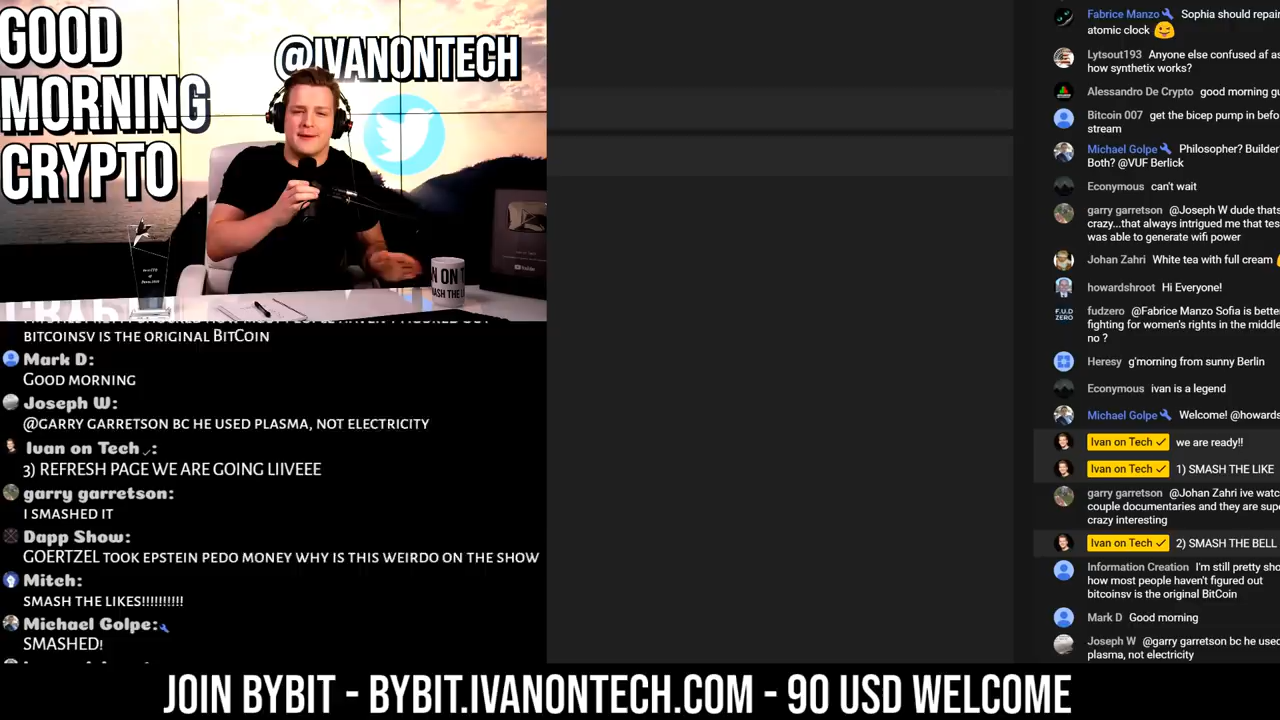 GOOD
MORNING
CRYPTO
@IVANONTECH
YouTube
N ON T
ASH THE L
BITCOINSV IS THE ORIGINAL BITCOIN
Mark D:
GOOD MORNING
Joseph W:
@GARRY GARRETSON BC HE USED PLASMA, NOT ELECTRICITY
Ivan on Tech ✓:
3) REFRESH PAGE WE ARE GOING LIIVEEE
garry garretson:
I SMASHED IT
Dapp Show:
GOERTZEL TOOK EPSTEIN PEDO MONEY WHY IS THIS WEIRDO ON THE SHOW
Mitch:
SMASH THE LIKES!!!!!!!!!!
Michael Golpe:
SMASHED!
Fabrice Manzo Sophia should repai
atomic clock 😋
Lytsout193 Anyone else confused af as
how synthetix works?
Alessandro De Crypto good morning gu
Bitcoin 007 get the bicep pump in befo
stream
Michael Golpe Philosopher? Builder
Both? @VUF Berlick
Econymous can't wait
garry garretson @Joseph W dude thats
crazy...that always intrigued me that tes
was able to generate wifi power
Johan Zahri White tea with full cream
howardshroot Hi Everyone!
F.U.D
ZERO
fudzero @Fabrice Manzo Sofia is bette
fighting for women's rights in the middle
no ?
Heresy g'morning from sunny Berlin
Econymous ivan is a legend
Michael Golpe Welcome! @howards
Ivan on Tech ✓ we are ready!!
Ivan on Tech ✓ 1) SMASH THE LIKE
garry garretson @Johan Zahri ive watc
couple documentaries and they are supe
crazy interesting
Ivan on Tech ✓ 2) SMASH THE BELL
Information Creation I'm still pretty sho
how most people haven't figured out
bitcoinsv is the original BitCoin
Mark D Good morning
Joseph W @garry garretson bc he used
plasma, not electricity
JOIN BYBIT - BYBIT.IVANONTECH.COM - 90 USD WELCOME